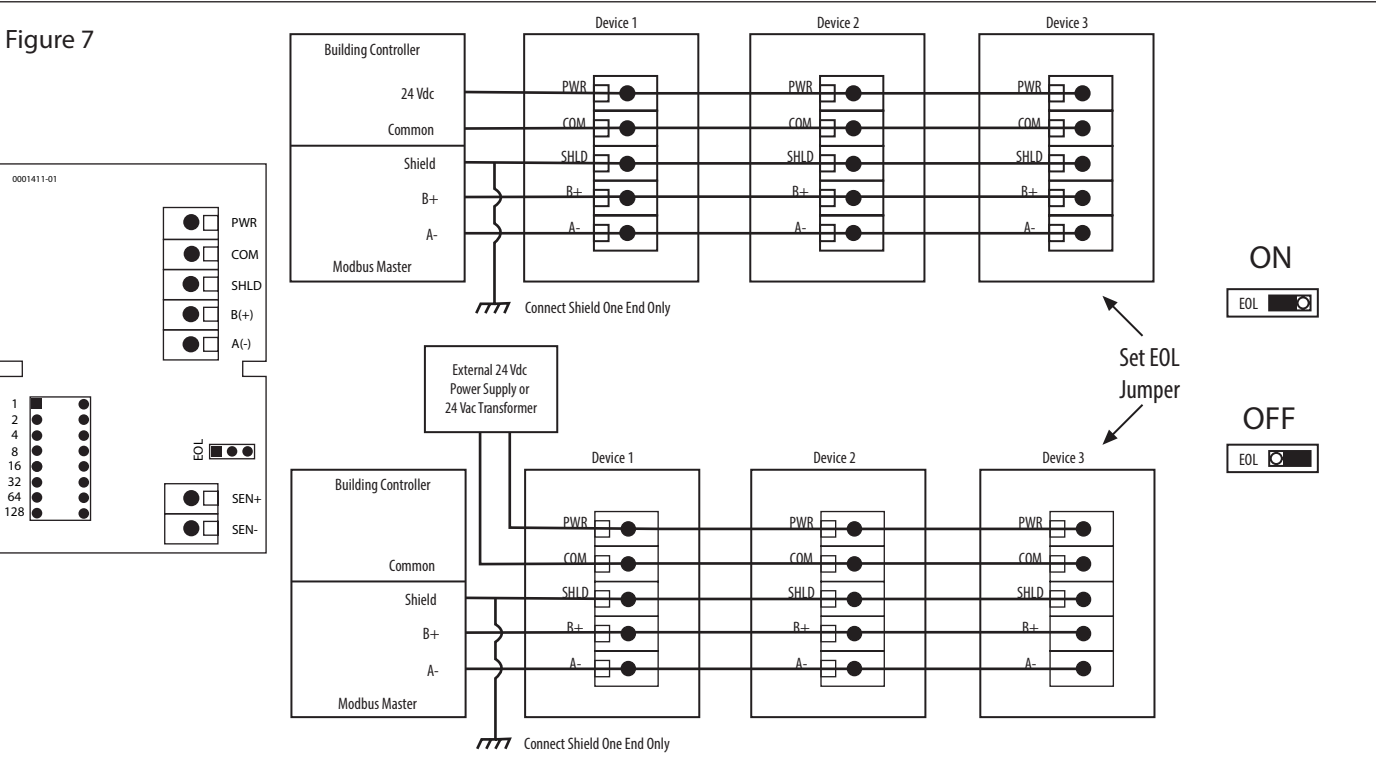 Figure 7
0001411-01
PWR
COM
SHLD
B(+)
A(-)
1
2
4
8
16
32
64
128
EOL
SEN+
SEN-
Building Controller
24 Vdc
Common
Shield
B+
A-
Modbus Master
Device 1
PWR
COM
SHLD
B+
A-
Device 2
PWR
COM
SHLD
B+
A-
Device 3
PWR
COM
SHLD
B+
A-
Connect Shield One End Only
External 24 Vdc
Power Supply or
24 Vac Transformer
Set EOL
Jumper
ON
EOL
OFF
EOL
Building Controller
Common
Shield
B+
A-
Modbus Master
Device 1
PWR
COM
SHLD
B+
A-
Device 2
PWR
COM
SHLD
B+
A-
Device 3
PWR
COM
SHLD
B+
A-
Connect Shield One End Only